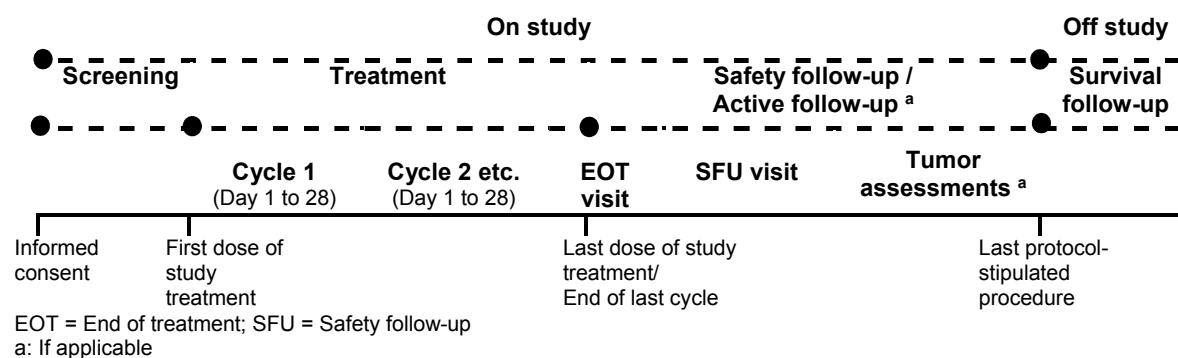 On study Off study
Screening Treatment Safety follow-up / Survival
Active follow-up a follow-up
Cycle 1 Cycle 2 etc. EOT SFU visit Tumor
(Day 1 to 28) (Day 1 to 28) visit assessments a
Informed First dose of Last dose of study Last protocol-
consent study treatment/ stipulated
treatment End of last cycle procedure
EOT = End of treatment; SFU = Safety follow-up
a: If applicable